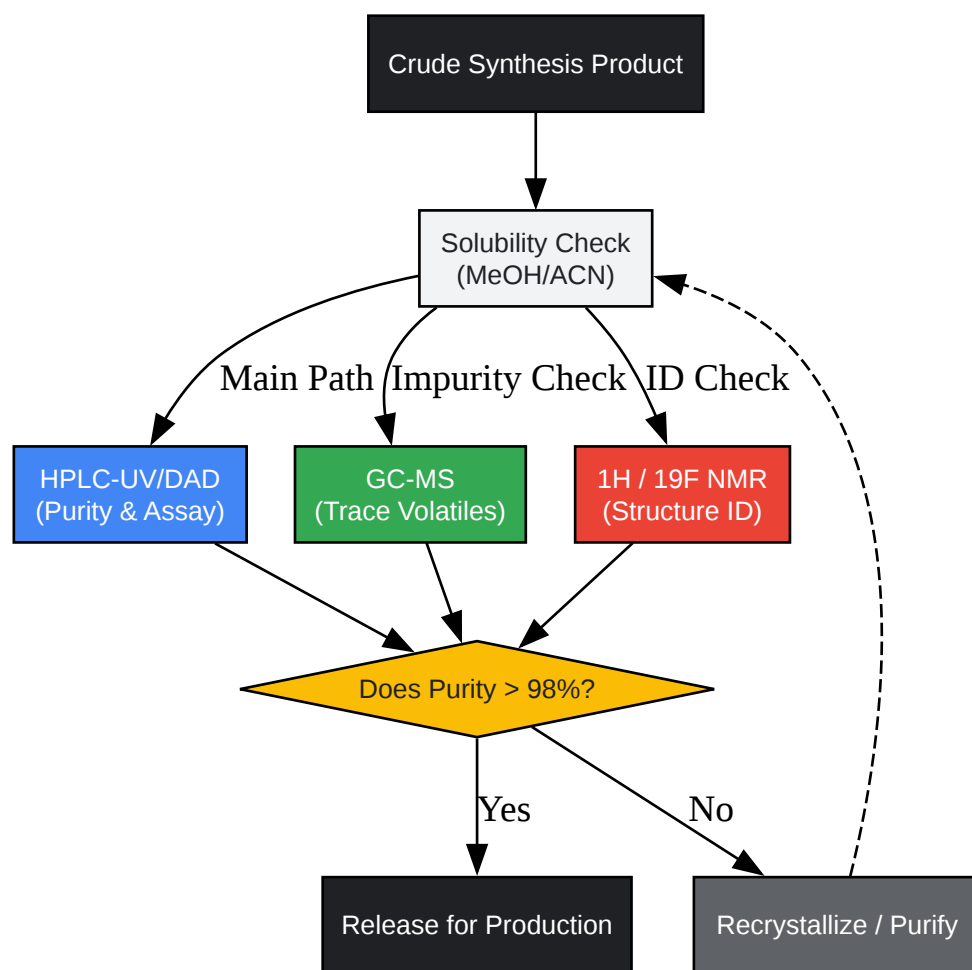 Crude Synthesis Product
Solubility Check
(MeOH/ACN)
Main Path
Impurity Check
ID Check
HPLC-UV/DAD
(Purity & Assay)
GC-MS
(Trace Volatiles)
1H / 19F NMR
(Structure ID)
Does Purity > 98%?
Yes
No
Release for Production
Recrystallize / Purify